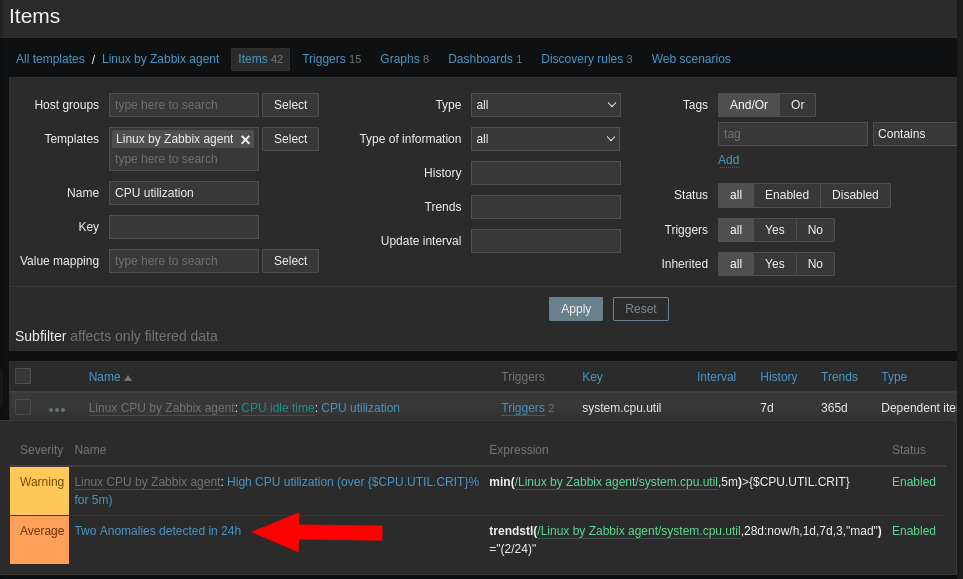 Items
All templates / Linux by Zabbix agent Items 42 Triggers 15 Graphs 8 Dashboards 1 Discovery rules 3 Web scenarios
Host groups type here to search Select Type all Tags And/Or Or
tag Contains
Templates Linux by Zabbix agent Select Type of information all
type here to search Add
History
Name CPU utilization Status all Enabled Disabled
Trends
Key Triggers all Yes No
Update interval
Value mapping type here to search Select Inherited all Yes No
Apply Reset
Subfilter affects only filtered data
Name Triggers Key Interval History Trends Type
Linux CPU by Zabbix agent: CPU idle time: CPU utilization Triggers 2 system.cpu.util 7d 365d Dependent ite
Severity Name Expression Status
Warning Linux CPU by Zabbix agent: High CPU utilization (over {$CPU.UTIL.CRIT}% min(/Linux by Zabbix agent/system.cpu.util,5m)>{$CPU.UTIL.CRIT} Enabled
for 5m)
Average Two Anomalies detected in 24h trendstl(/Linux by Zabbix agent/system.cpu.util,28d:now/h,1d,7d,3,"mad") Enabled
="(2/24)"